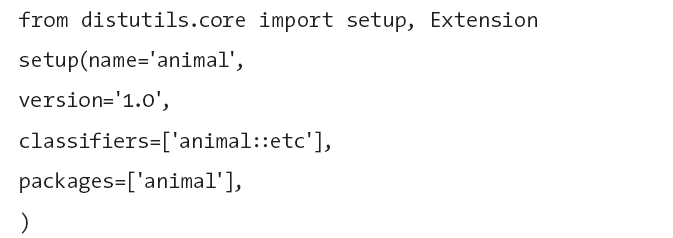 from distutils.core import setup, Extension
setup(name='animal',
version='1.0',
classifiers=['animal::etc'],
packages=['animal'],
)